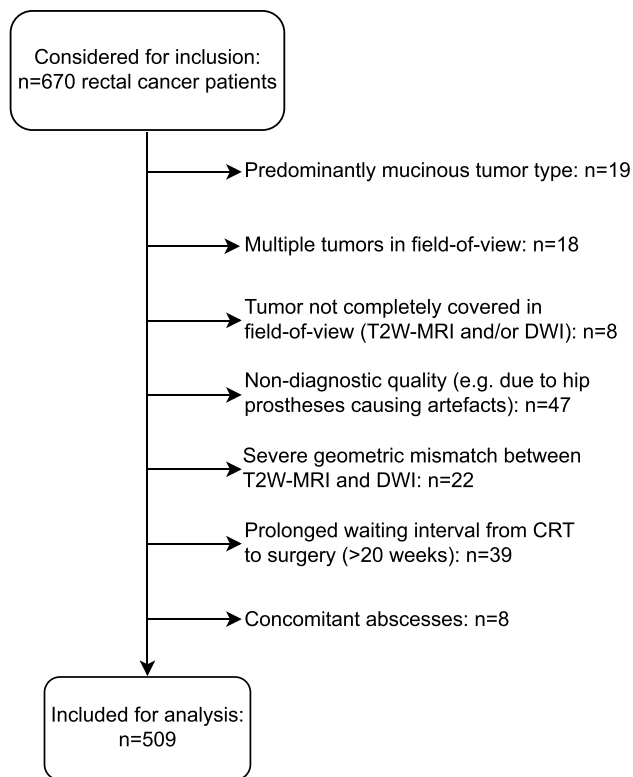 Considered for inclusion:
n=670 rectal cancer patients
Predominantly mucinous tumor type: n=19
Multiple tumors in field-of-view: n=18
Tumor not completely covered in
field-of-view (T2W-MRI and/or DWI): n=8
Non-diagnostic quality (e.g. due to hip
prostheses causing artefacts): n=47
Severe geometric mismatch between
T2W-MRI and DWI: n=22
Prolonged waiting interval from CRT
to surgery (>20 weeks): n=39
Concomitant abscesses: n=8
Included for analysis:
n=509